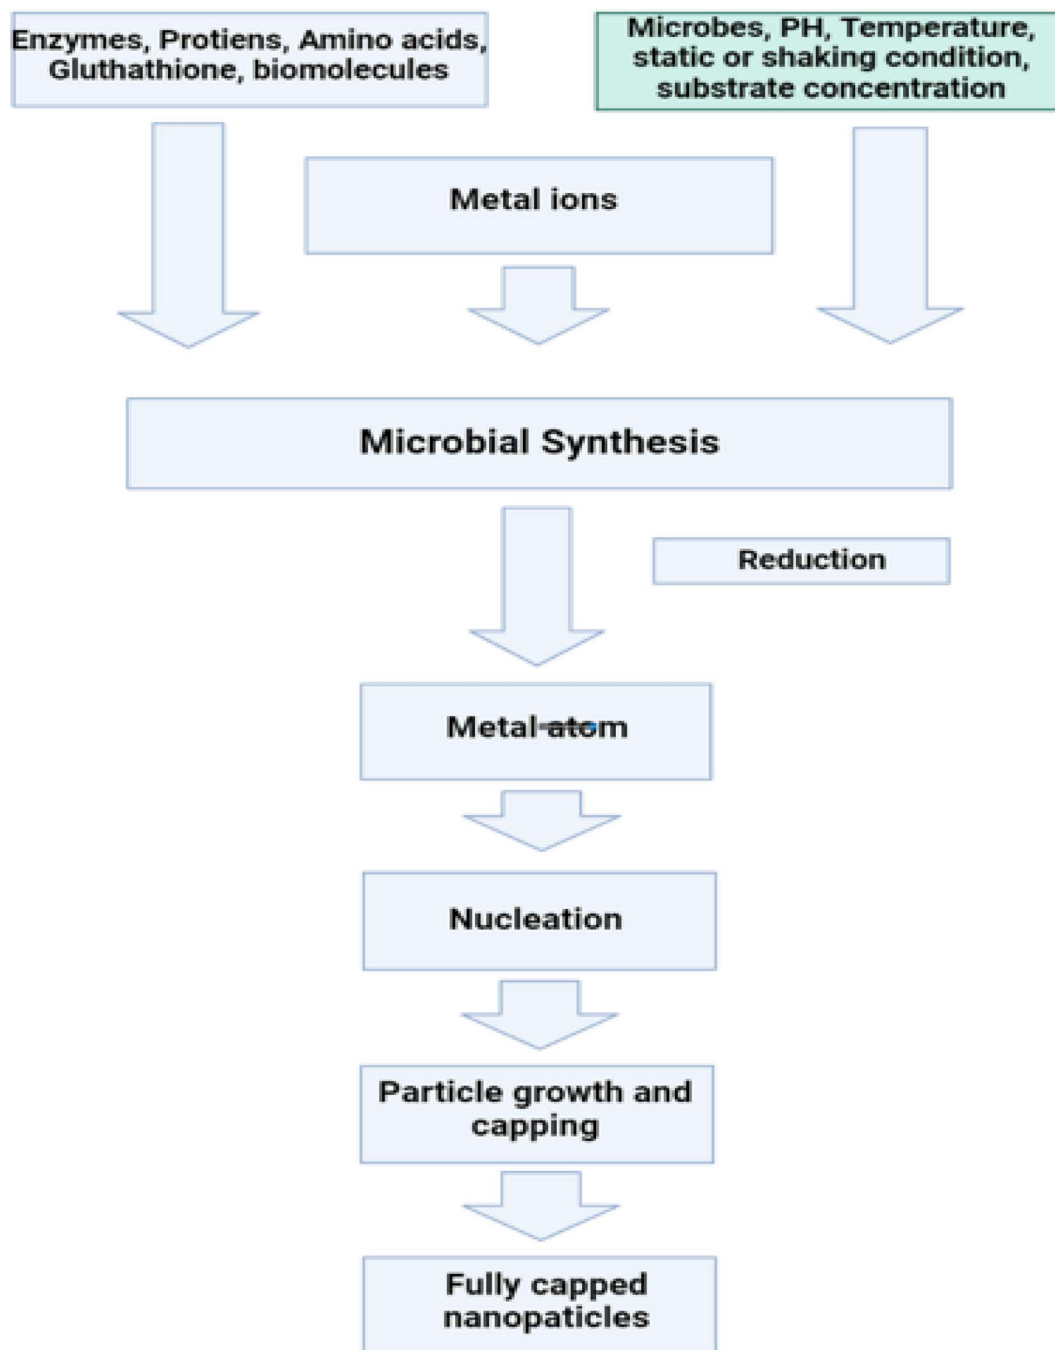 Enzymes, Protiens, Amino acids,
Gluthathione, biomolecules
Microbes, PH, Temperature,
static or shaking condition,
substrate concentration
Metal ions
Microbial Synthesis
Reduction
Metal atom
Nucleation
Particle growth and
capping
Fully capped
nanopaticles